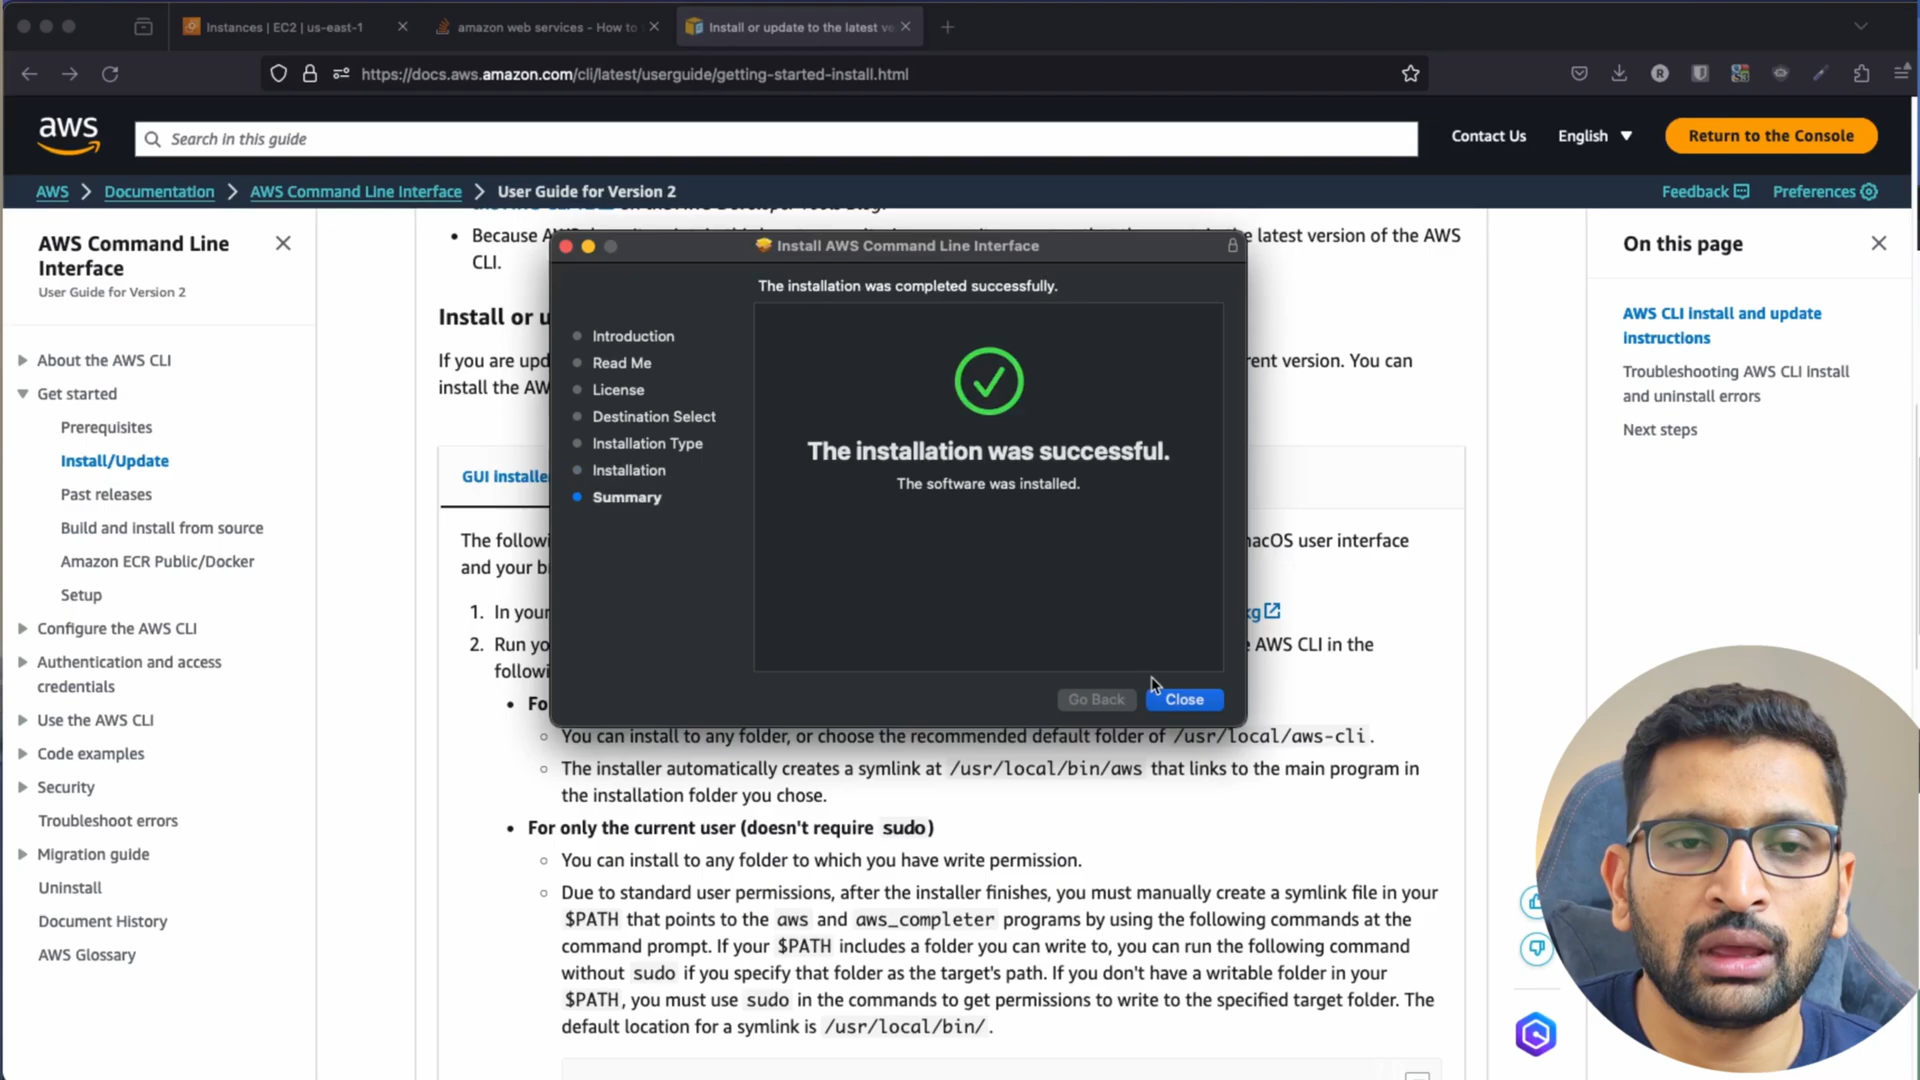 Instances | EC2 | us-east-1
amazon web services - How to
Install or update to the latest ve
https://docs.aws.amazon.com/cli/latest/userguide/getting-started-install.html
aws
Search in this guide
Contact Us
English
Return to the Console
AWS
Documentation
AWS Command Line Interface
User Guide for Version 2
Feedback
Preferences
AWS Command Line
Interface
User Guide for Version 2
About the AWS CLI
Get started
Prerequisites
Install/Update
Past releases
Build and install from source
Amazon ECR Public/Docker
Setup
Configure the AWS CLI
Authentication and access
credentials
Use the AWS CLI
Code examples
Security
Troubleshoot errors
Migration guide
Uninstall
Document History
AWS Glossary
Because latest version of the AWS
CLI.
Install or
If you are version. You can
install the
GUI
The macOS user interface
and your
1. In your
2. Run AWS CLI in the
Install AWS Command Line Interface
The installation was completed successfully.
Introduction
Read Me
License
Destination Select
Installation Type
Installation
Summary
The installation was successful.
The software was installed.
Go Back
Close
You can install to any folder, or choose the recommended default folder of /usr/local/aws-cli.
The installer automatically creates a symlink at /usr/local/bin/aws that links to the main program in
the installation folder you chose.
For only the current user (doesn't require sudo)
You can install to any folder to which you have write permission.
Due to standard user permissions, after the installer finishes, you must manually create a symlink file in your
$PATH that points to the aws and aws_completer programs by using the following commands at the
command prompt. If your $PATH includes a folder you can write to, you can run the following command
without sudo if you specify that folder as the target's path. If you don't have a writable folder in your
$PATH, you must use sudo in the commands to get permissions to write to the specified target folder. The
default location for a symlink is /usr/local/bin/.
On this page
AWS CLI install and update
instructions
Troubleshooting AWS CLI install
and uninstall errors
Next steps